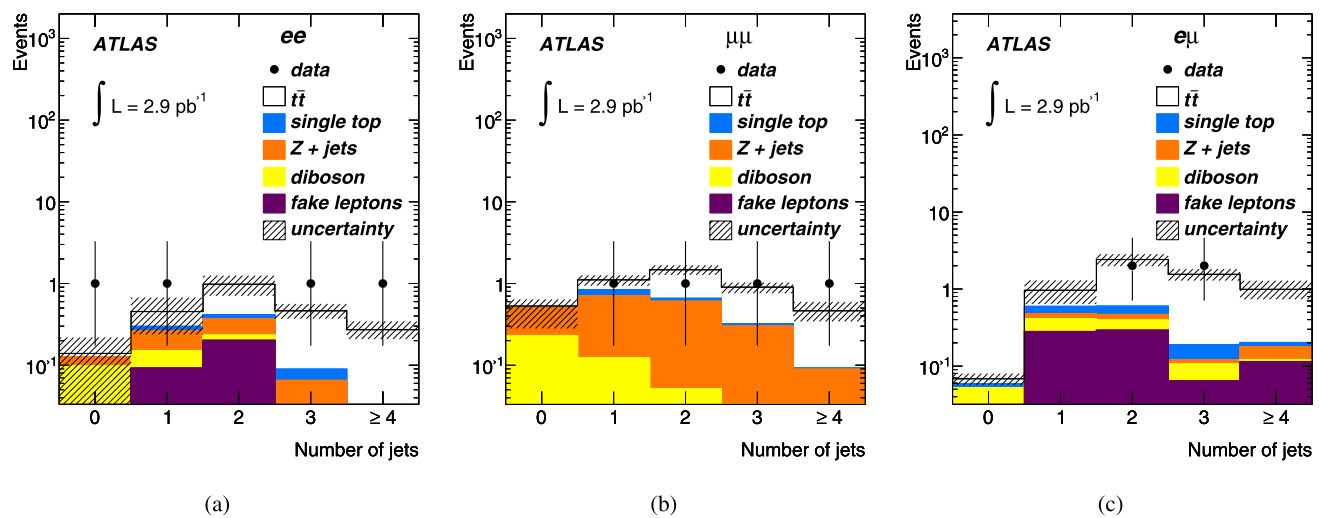 Events
10³
10²
10
1
10⁻¹
ATLAS
∫ L = 2.9 pb⁻¹
ee
data
tt̄
single top
Z + jets
diboson
fake leptons
uncertainty
0 1 2 3 ≥ 4
Number of jets
(a)
Events
10³
10²
10
1
10⁻¹
ATLAS
∫ L = 2.9 pb⁻¹
μμ
data
tt̄
single top
Z + jets
diboson
fake leptons
uncertainty
0 1 2 3 ≥ 4
Number of jets
(b)
Events
10³
10²
10
1
10⁻¹
ATLAS
∫ L = 2.9 pb⁻¹
eμ
data
tt̄
single top
Z + jets
diboson
fake leptons
uncertainty
0 1 2 3 ≥ 4
Number of jets
(c)